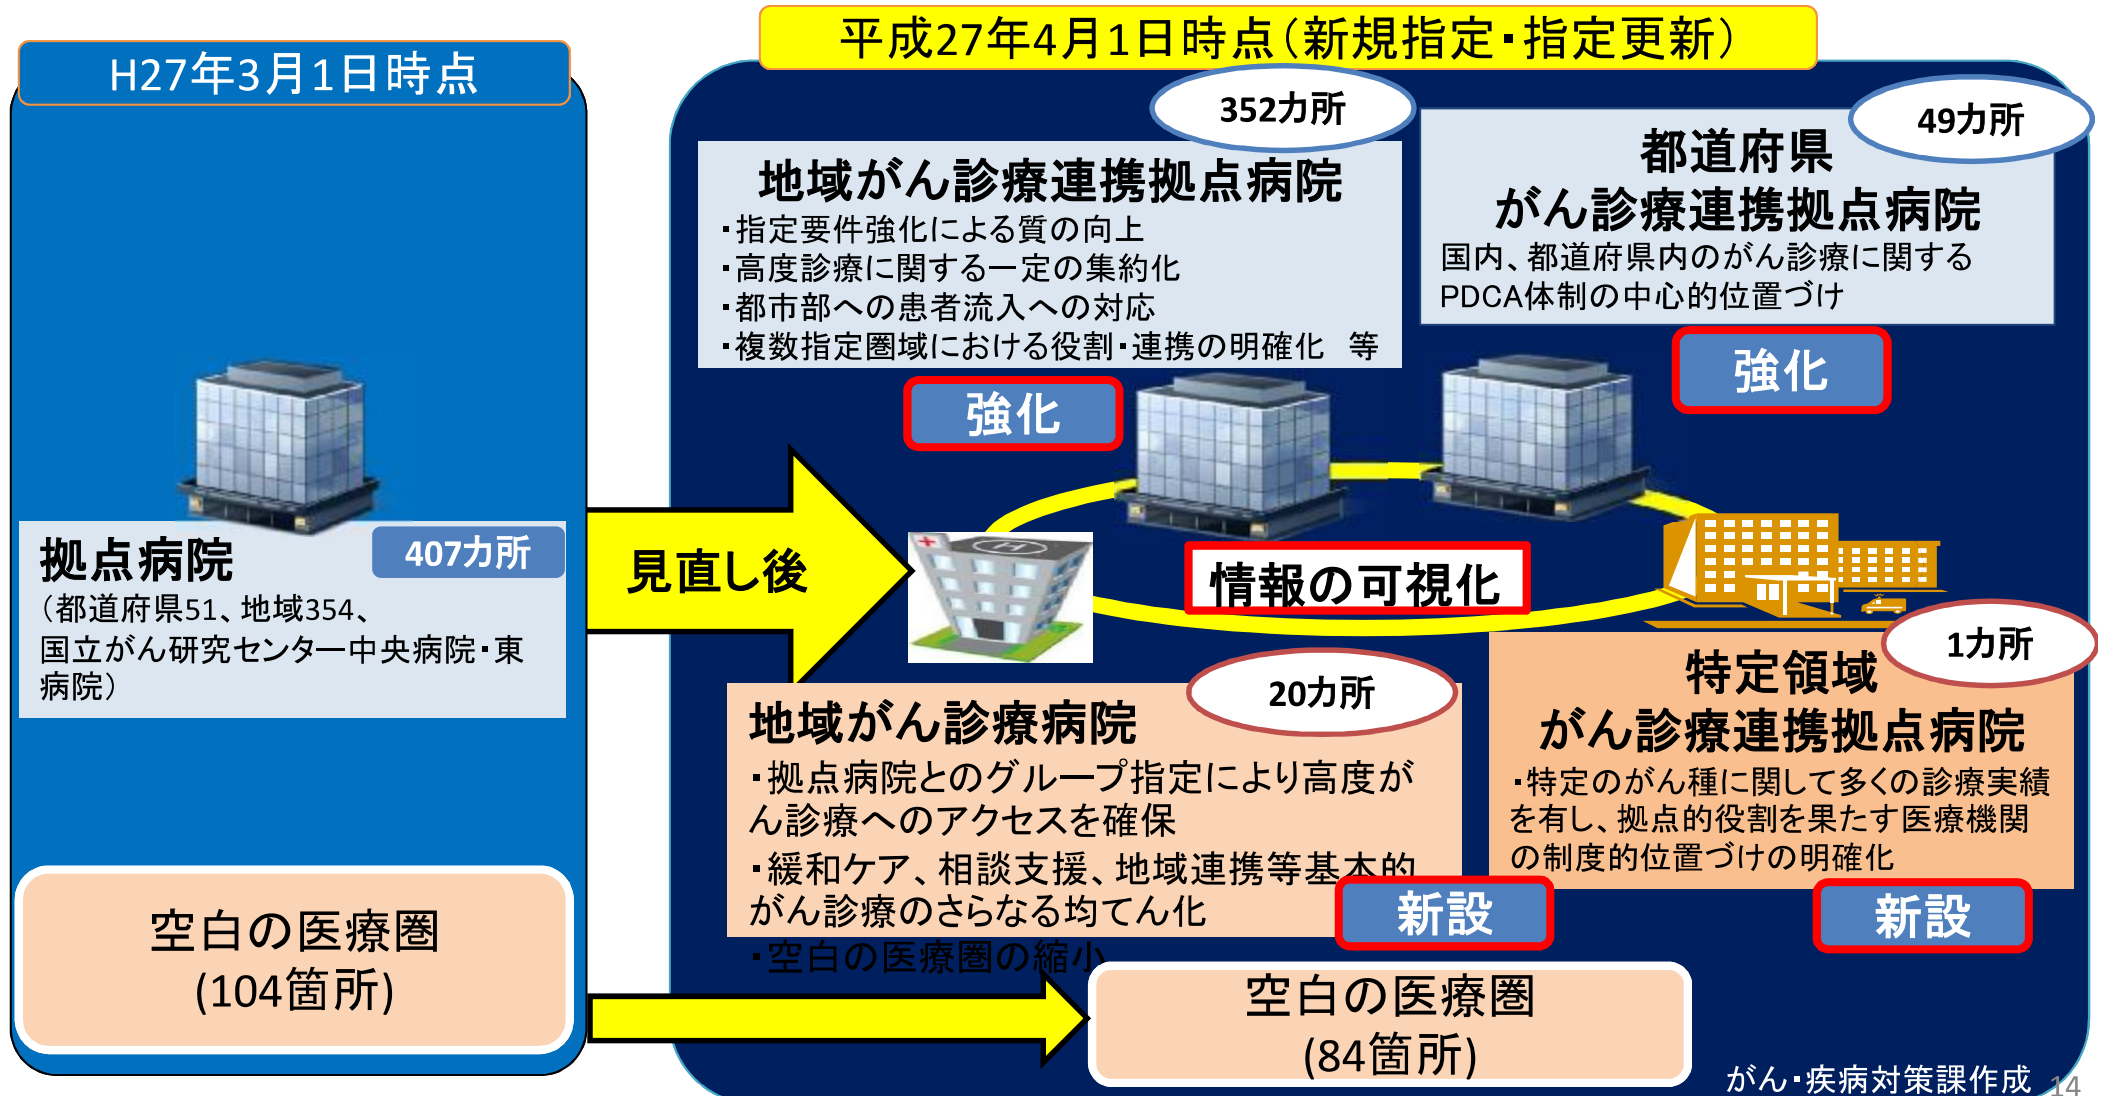 H27年3月1日時点
拠点病院
407カ所
（都道府県51、地域354、
国立がん研究センター中央病院・東
病院）
空白の医療圏
(104箇所)
見直し後
平成27年4月1日時点（新規指定・指定更新）
352カ所
地域がん診療連携拠点病院
・指定要件強化による質の向上
・高度診療に関する一定の集約化
・都市部への患者流入への対応
・複数指定圏域における役割・連携の明確化　等
強化
49カ所
都道府県
がん診療連携拠点病院
国内、都道府県内のがん診療に関する
PDCA体制の中心的位置づけ
強化
情報の可視化
20カ所
地域がん診療病院
・拠点病院とのグループ指定により高度が
ん診療へのアクセスを確保
・緩和ケア、相談支援、地域連携等基本的
がん診療のさらなる均てん化
・空白の医療圏の縮小
新設
1カ所
特定領域
がん診療連携拠点病院
・特定のがん種に関して多くの診療実績
を有し、拠点的役割を果たす医療機関
の制度的位置づけの明確化
新設
空白の医療圏
(84箇所)
がん・疾病対策課作成
14